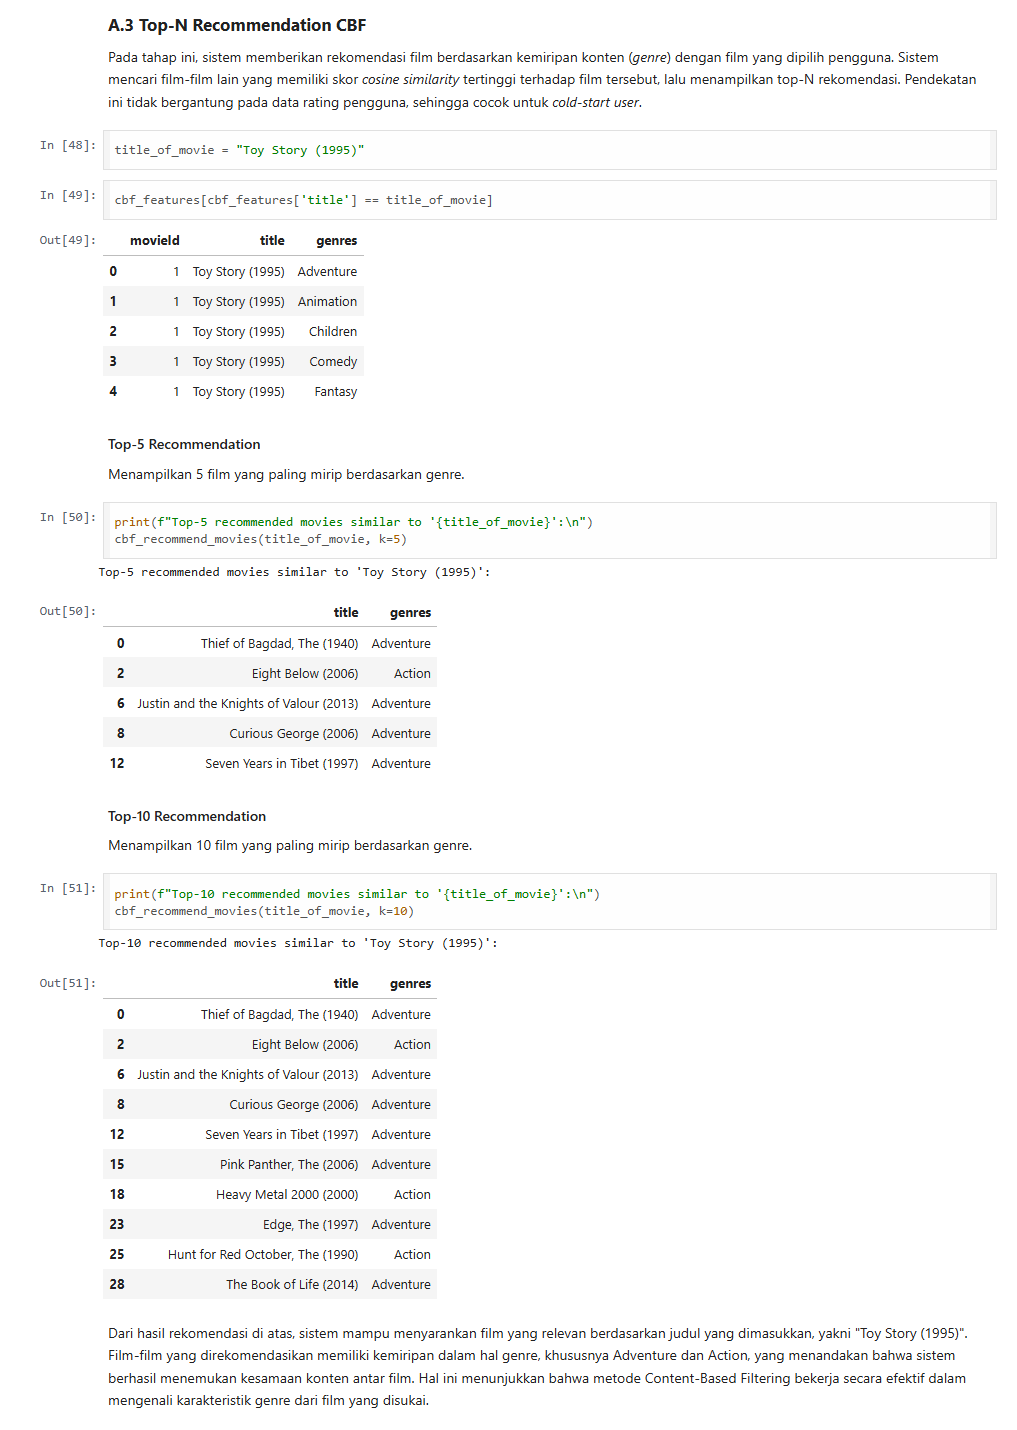 A.3 Top-N Recommendation CBF
Pada tahap ini, sistem memberikan rekomendasi film berdasarkan kemiripan konten (genre) dengan film yang dipilih pengguna. Sistem
mencari film-film lain yang memiliki skor cosine similarity tertinggi terhadap film tersebut, lalu menampilkan top-N rekomendasi. Pendekatan
ini tidak bergantung pada data rating pengguna, sehingga cocok untuk cold-start user.
In [48]: title_of_movie = "Toy Story (1995)"
In [49]: cbf_features[cbf_features['title'] == title_of_movie]
Out[49]: movieId title genres
0 1 Toy Story (1995) Adventure
1 1 Toy Story (1995) Animation
2 1 Toy Story (1995) Children
3 1 Toy Story (1995) Comedy
4 1 Toy Story (1995) Fantasy
Top-5 Recommendation
Menampilkan 5 film yang paling mirip berdasarkan genre.
In [50]: print(f"Top-5 recommended movies similar to '{title_of_movie}':\n")
cbf_recommend_movies(title_of_movie, k=5)
Top-5 recommended movies similar to 'Toy Story (1995)':
Out[50]: title genres
0 Thief of Bagdad, The (1940) Adventure
2 Eight Below (2006) Action
6 Justin and the Knights of Valour (2013) Adventure
8 Curious George (2006) Adventure
12 Seven Years in Tibet (1997) Adventure
Top-10 Recommendation
Menampilkan 10 film yang paling mirip berdasarkan genre.
In [51]: print(f"Top-10 recommended movies similar to '{title_of_movie}':\n")
cbf_recommend_movies(title_of_movie, k=10)
Top-10 recommended movies similar to 'Toy Story (1995)':
Out[51]: title genres
0 Thief of Bagdad, The (1940) Adventure
2 Eight Below (2006) Action
6 Justin and the Knights of Valour (2013) Adventure
8 Curious George (2006) Adventure
12 Seven Years in Tibet (1997) Adventure
15 Pink Panther, The (2006) Adventure
18 Heavy Metal 2000 (2000) Action
23 Edge, The (1997) Adventure
25 Hunt for Red October, The (1990) Action
28 The Book of Life (2014) Adventure
Dari hasil rekomendasi di atas, sistem mampu menyarankan film yang relevan berdasarkan judul yang dimasukkan, yakni "Toy Story (1995)".
Film-film yang direkomendasikan memiliki kemiripan dalam hal genre, khususnya Adventure dan Action, yang menandakan bahwa sistem
berhasil menemukan kesamaan konten antar film. Hal ini menunjukkan bahwa metode Content-Based Filtering bekerja secara efektif dalam
mengenali karakteristik genre dari film yang disukai.